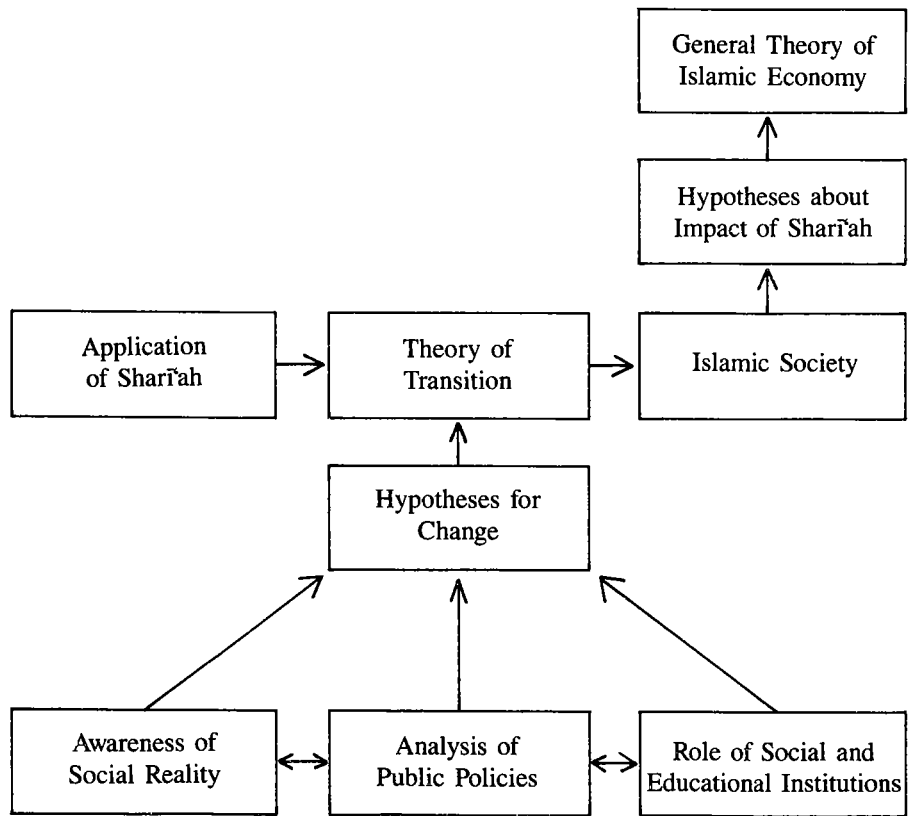 General Theory of
Islamic Economy
Hypotheses about
Impact of Sharī‘ah
Application
of Sharī‘ah
Theory of
Transition
Islamic Society
Hypotheses for
Change
Awareness of
Social Reality
Analysis of
Public Policies
Role of Social and
Educational Institutions